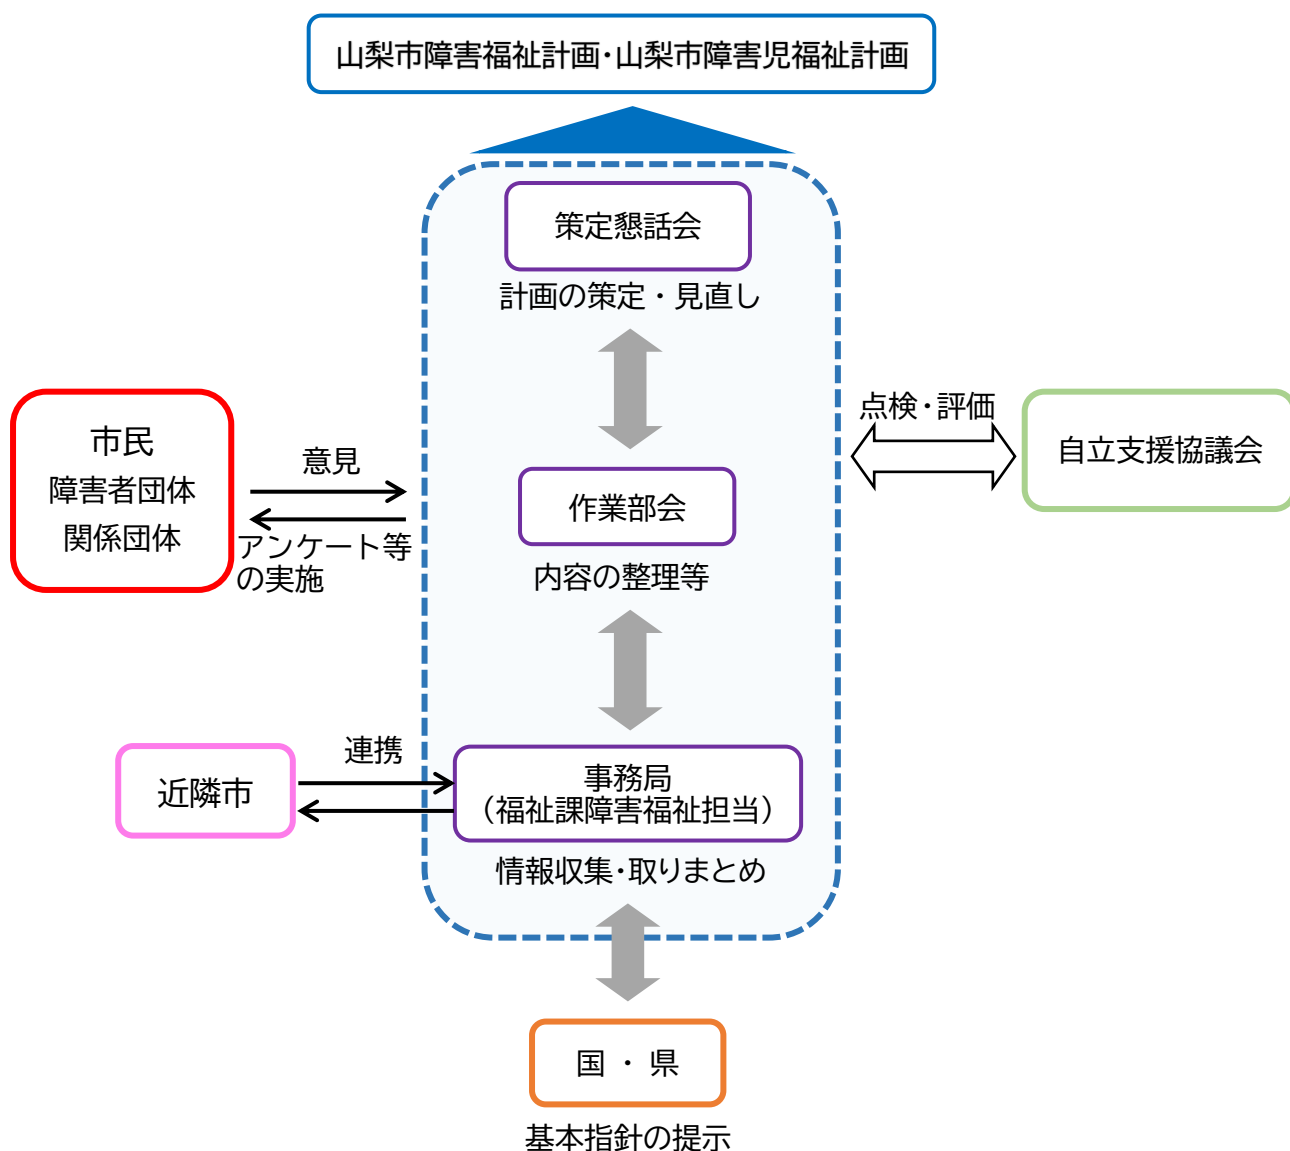 山梨市障害福祉計画・山梨市障害児福祉計画
策定懇話会
計画の策定・見直し
市民
障害者団体
関係団体
意見
アンケート等
の実施
作業部会
内容の整理等
点検・評価
自立支援協議会
近隣市
連携
事務局
（福祉課障害福祉担当）
情報収集・取りまとめ
国・県
基本指針の提示